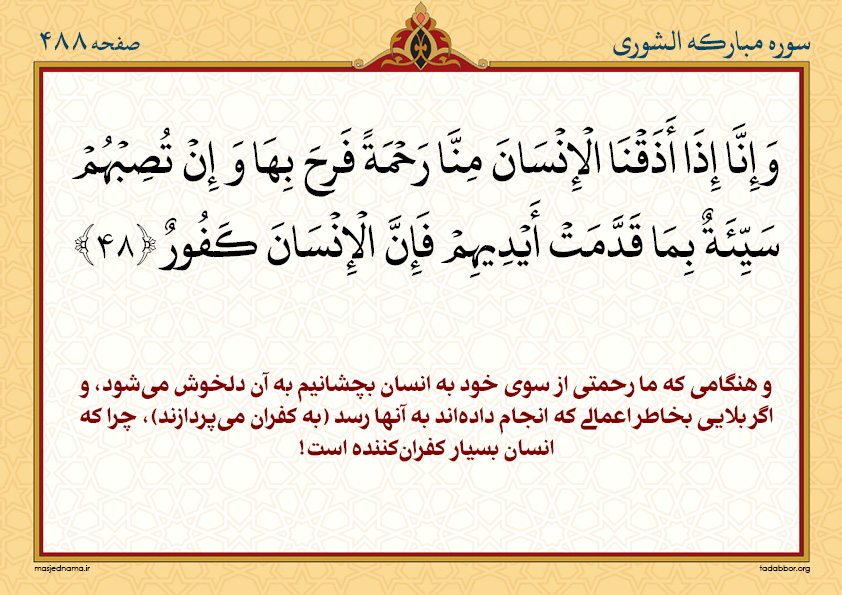 سوره مبارکه الشوری
صفحه ۴۸۸
وَإِنَّا إِذَا أَذَقْنَا الْإِنْسَانَ مِنَّا رَحْمَةً فَرِحَ بِهَا وَ إِنْ تُصِبْهُمْ
سَيِّئَةٌ بِمَا قَدَّمَتْ أَيْدِيهِمْ فَإِنَّ الْإِنْسَانَ كَفُورٌ ﴿۴۸﴾
و هنگامی که ما رحمتی از سوی خود به انسان بچشانیم به آن دلخوش می‌شود، و
اگر بلایی بخاطر اعمالی که انجام داده‌اند به آنها رسد (به کفران می‌پردازند)، چرا که
انسان بسیار کفران‌کننده است!
masjednama.ir
tadabbor.org